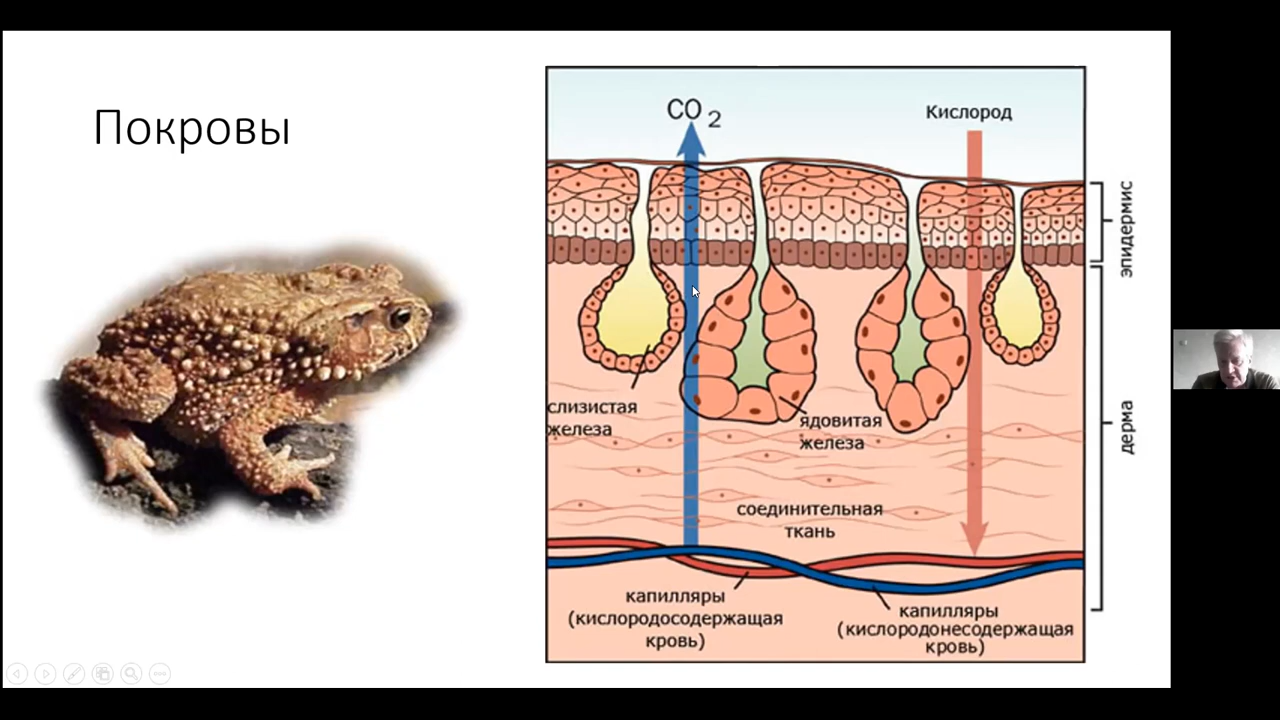 Покровы
CO 2
Кислород
эпидермис
слизистая
железа
ядовитая
железа
дерма
соединительная
ткань
капилляры
(кислородосодержащая
кровь)
капилляры
(кислородонесодержащая
кровь)